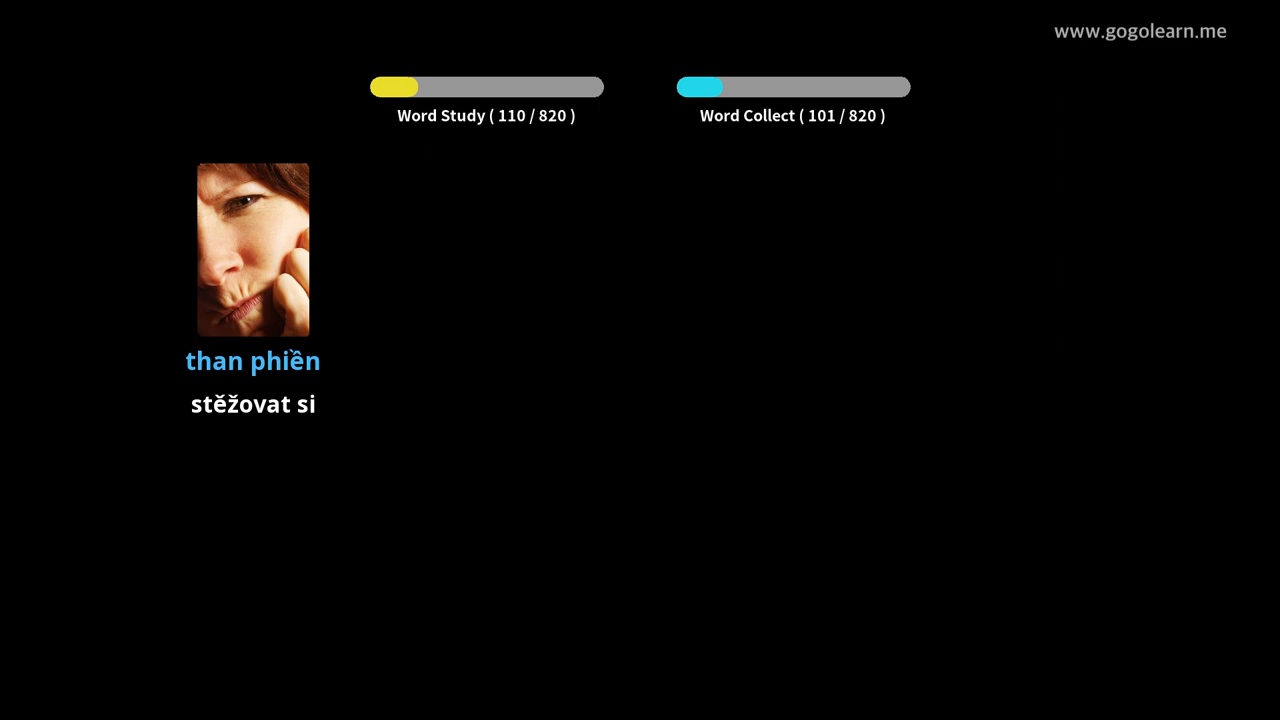 www.gogolearn.me
Word Study ( 110 / 820 )
Word Collect ( 101 / 820 )
than phiền
stěžovat si